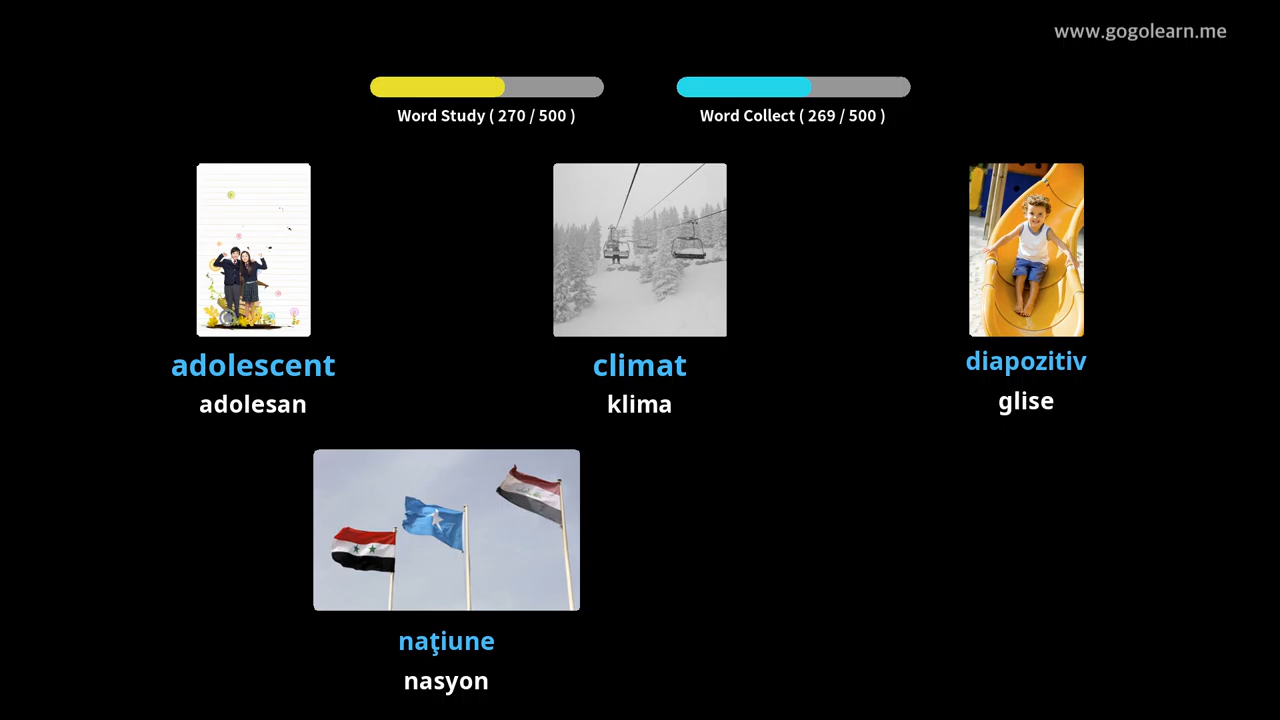 www.gogolearn.me
Word Study ( 270 / 500 )
Word Collect ( 269 / 500 )
adolescent
adolesan
climat
klima
diapozitiv
glise
naţiune
nasyon